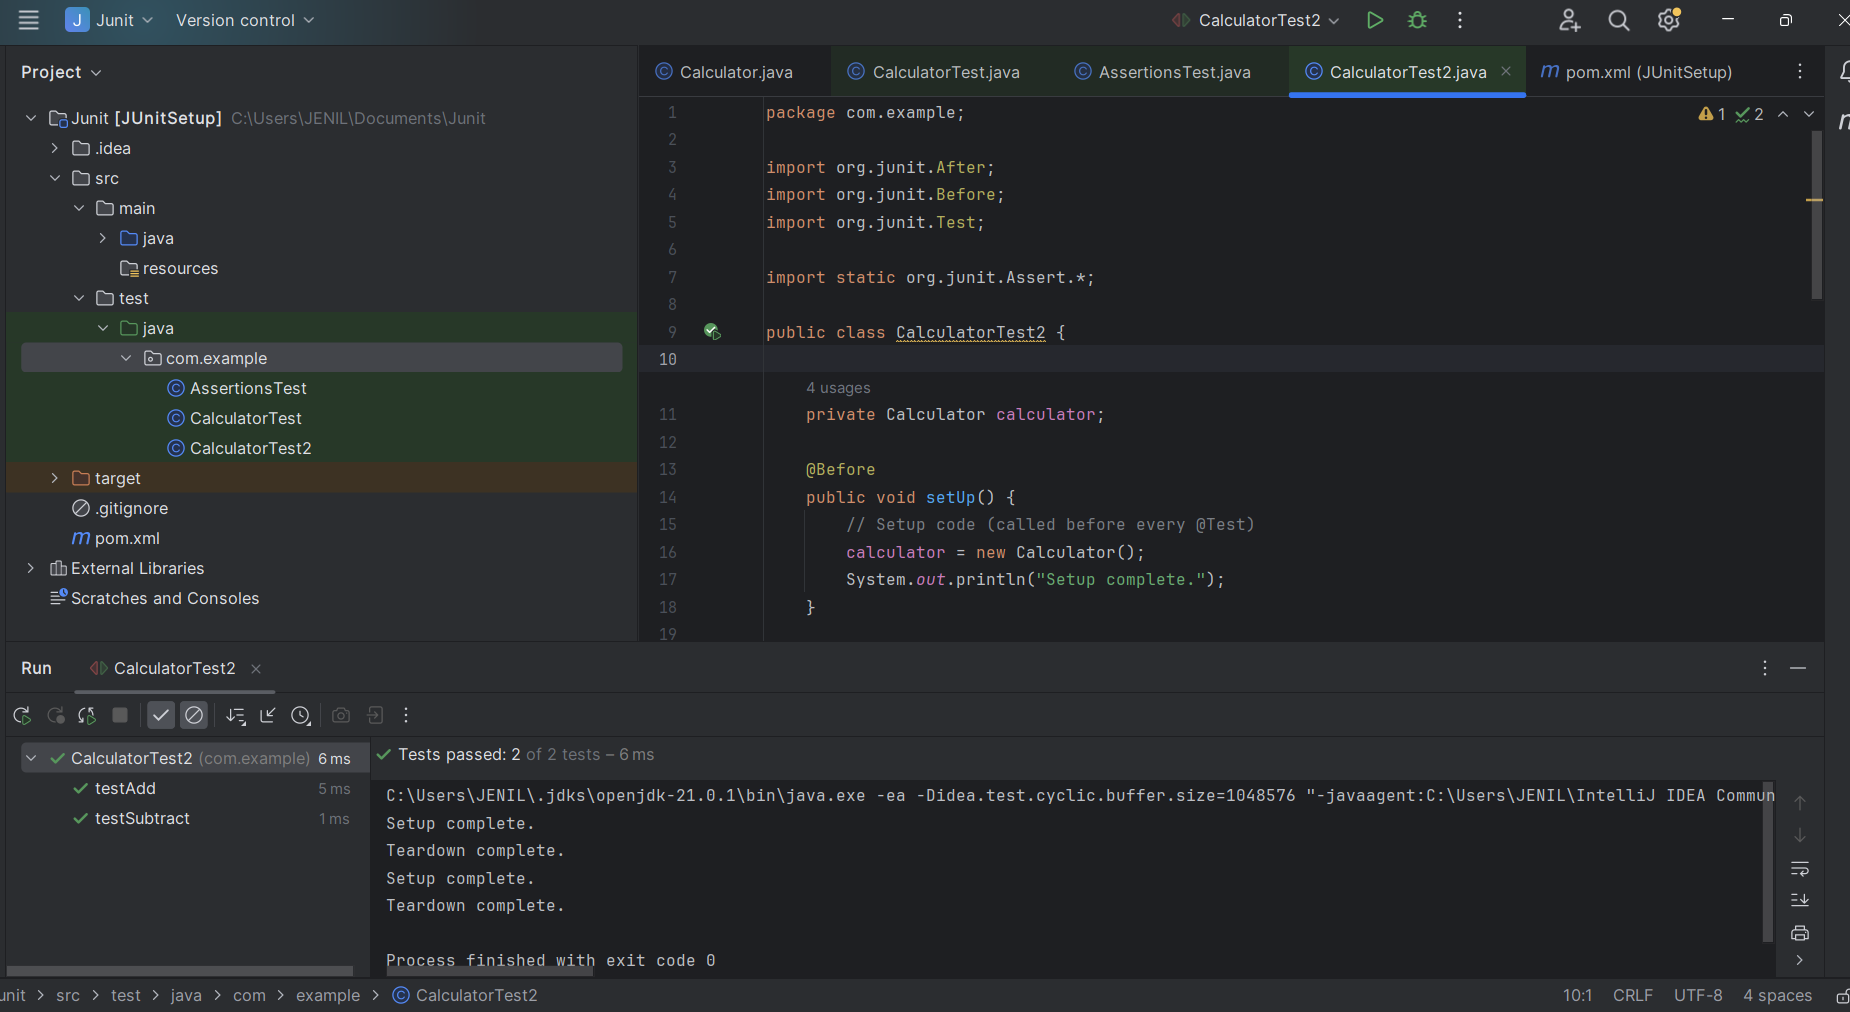 J Junit Version control CalculatorTest2
Project
Calculator.java CalculatorTest.java AssertionsTest.java CalculatorTest2.java m pom.xml (JUnitSetup)
Junit [JUnitSetup] C:\Users\JENIL\Documents\Junit
.idea
src
main
java
resources
test
java
com.example
AssertionsTest
CalculatorTest
CalculatorTest2
target
.gitignore
m pom.xml
External Libraries
Scratches and Consoles
1 package com.example;
1 2
2
3 import org.junit.After;
4 import org.junit.Before;
5 import org.junit.Test;
6
7 import static org.junit.Assert.*;
8
9 public class CalculatorTest2 {
10
4 usages
11 private Calculator calculator;
12
13 @Before
14 public void setUp() {
15 // Setup code (called before every @Test)
16 calculator = new Calculator();
17 System.out.println("Setup complete.");
18 }
19
Run CalculatorTest2
CalculatorTest2 (com.example) 6 ms
testAdd 5 ms
testSubtract 1 ms
Tests passed: 2 of 2 tests – 6 ms
C:\Users\JENIL\.jdks\openjdk-21.0.1\bin\java.exe -ea -Didea.test.cyclic.buffer.size=1048576 "-javaagent:C:\Users\JENIL\IntelliJ IDEA Commun
Setup complete.
Teardown complete.
Setup complete.
Teardown complete.
Process finished with exit code 0
unit > src > test > java > com > example > CalculatorTest2
10:1 CRLF UTF-8 4 spaces